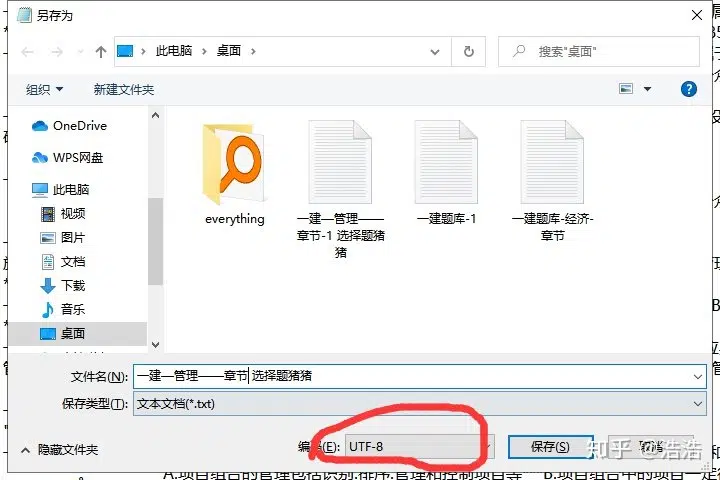 另存为
此电脑 > 桌面 >
搜索"桌面"
组织
新建文件夹
OneDrive
WPS网盘
此电脑
视频
图片
文档
下载
音乐
桌面
everything
一建—管理——
章节-1 选择题猪
猪
一建题库-1
一建题库-经济-
章节
文件名(N):
一建—管理——章节 选择题猪猪
保存类型(T):
文本文档(*.txt)
隐藏文件夹
编码(E):
UTF-8
保存(S)
取消
知乎 @浩浩
A.项目组合的管理包括识别.排序.管理和控制项目等
B.项目组合中的项目一定